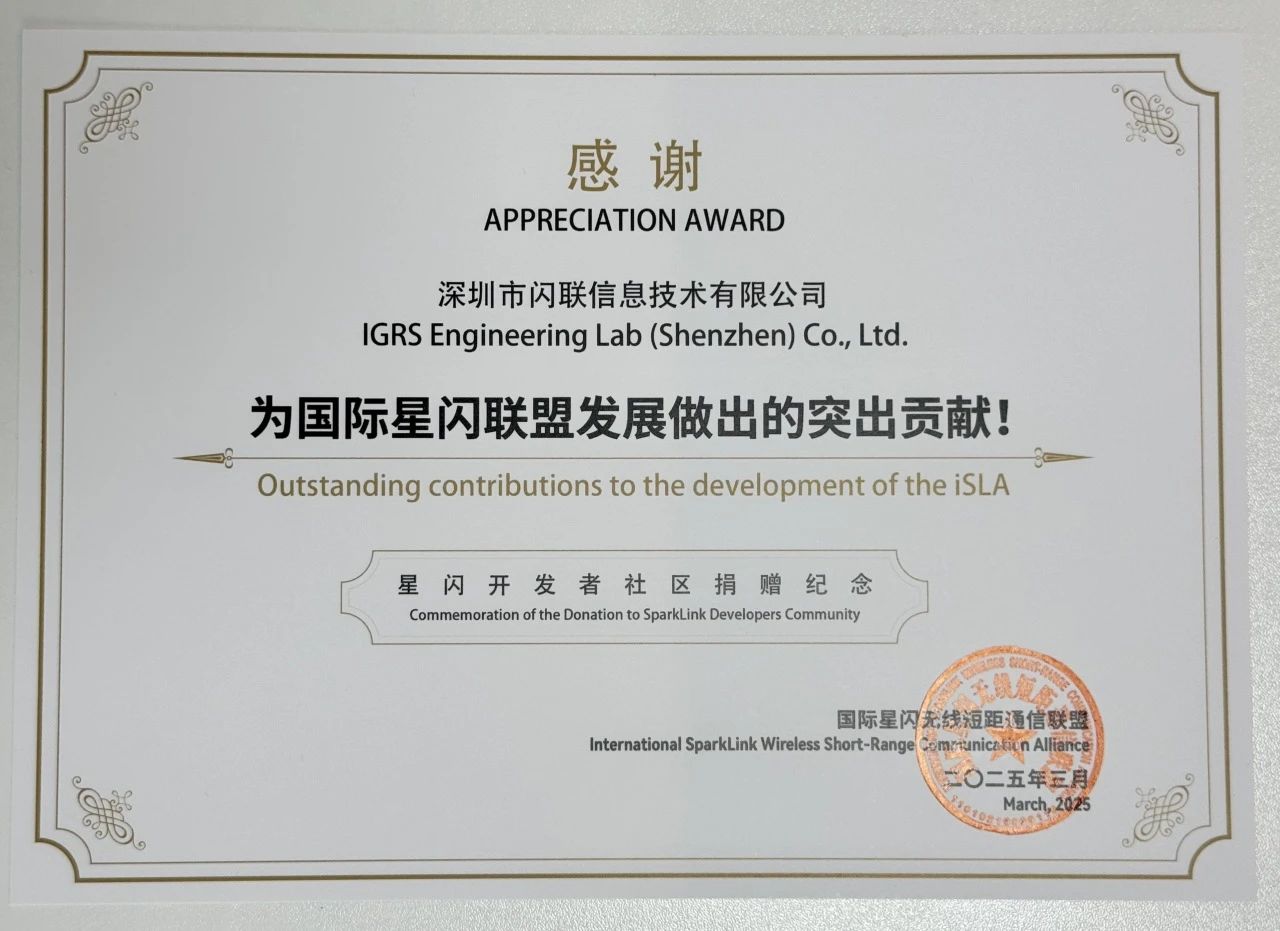 感谢
APPRECIATION AWARD
深圳市闪联信息技术有限公司
IGRS Engineering Lab (Shenzhen) Co., Ltd.
为国际星闪联盟发展做出的突出贡献!
Outstanding contributions to the development of the iSLA
星闪开发者社区捐赠纪念
Commemoration of the Donation to SparkLink Developers Community
国际星闪无线短距通信联盟
International SparkLink Wireless Short-Range Communication Alliance
二〇二五年三月
March, 2025